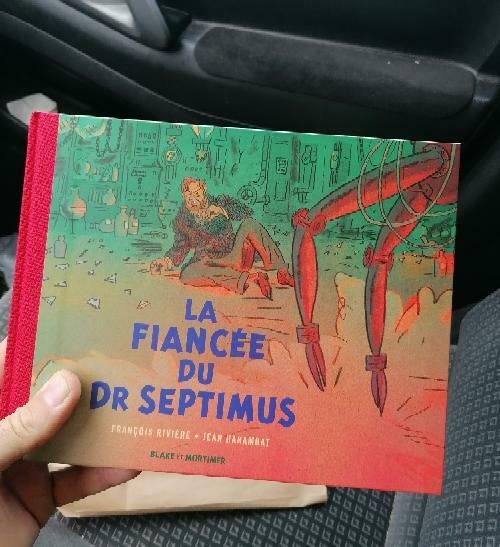 LA
FIANCÉE
DU
DR SEPTIMUS
FRANÇOIS RIVIÈRE • JEAN HARAMBAT
BLAKE ET MORTIMER